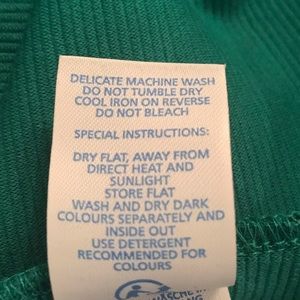 DELICATE MACHINE WASH
DO NOT TUMBLE DRY
COOL IRON ON REVERSE
DO NOT BLEACH
SPECIAL INSTRUCTIONS:
DRY FLAT, AWAY FROM
DIRECT HEAT AND
SUNLIGHT
STORE FLAT
WASH AND DRY DARK
COLOURS SEPARATELY AND
INSIDE OUT
USE DETERGENT
RECOMMENDED FOR
COLOURS